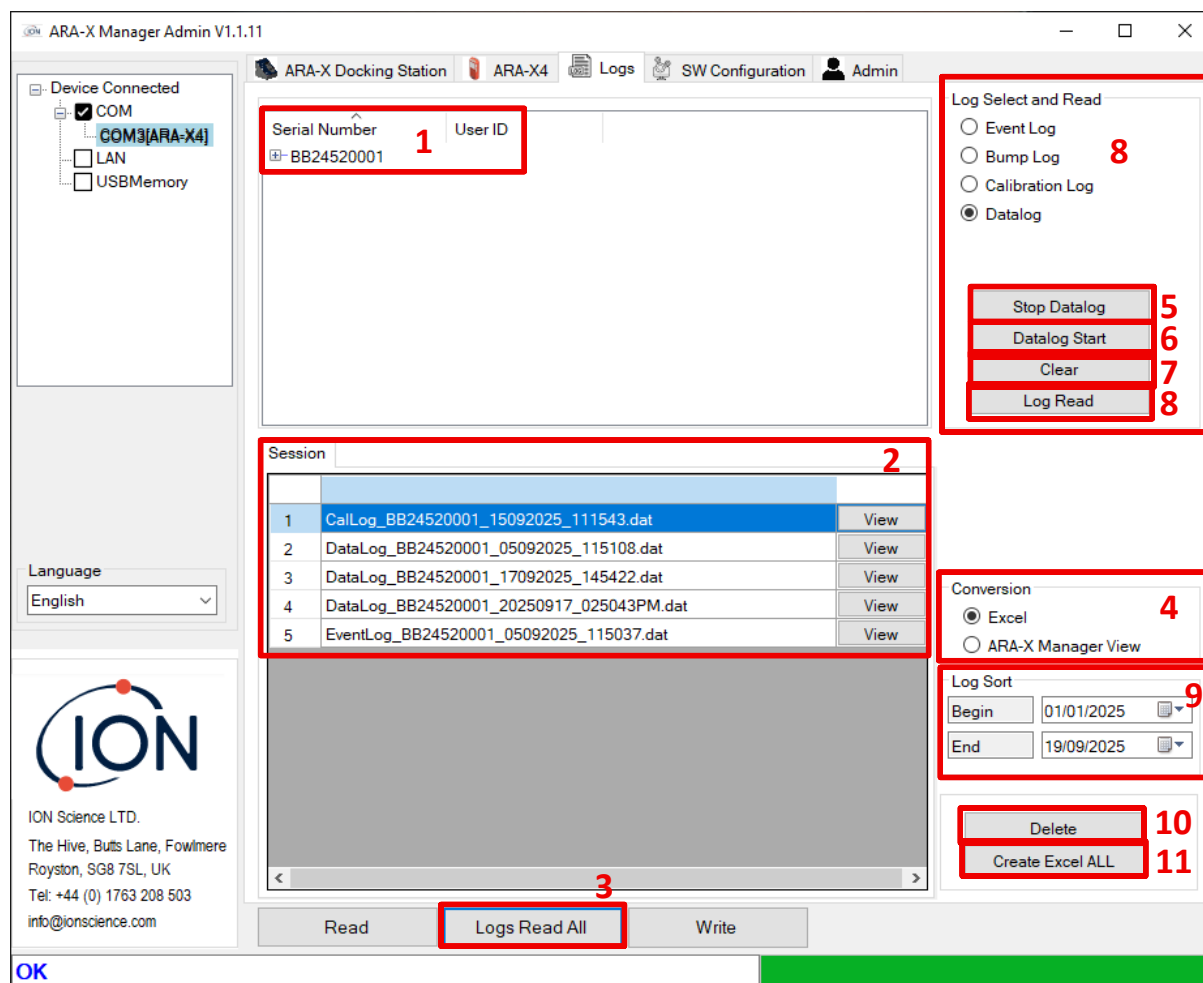 ARA-X Manager Admin V1.1.11
ARA-X Docking Station ARA-X4 Logs SW Configuration Admin
Device Connected
COM
COM3[ARA-X4]
LAN
USBMemory
Serial Number User ID
1
BB24520001
Log Select and Read
Event Log
Bump Log
8
Calibration Log
Datalog
Stop Datalog 5
Datalog Start 6
Clear 7
Log Read 8
Session
2
1 CalLog_BB24520001_15092025_111543.dat View
2 DataLog_BB24520001_05092025_115108.dat View
3 DataLog_BB24520001_17092025_145422.dat View
4 DataLog_BB24520001_20250917_025043PM.dat View
5 EventLog_BB24520001_05092025_115037.dat View
Language
English
Conversion
4
Excel
ARA-X Manager View
Log Sort
9
Begin 01/01/2025
End 19/09/2025
Delete 10
Create Excel ALL 11
ION
ION Science LTD.
The Hive, Butts Lane, Fowlmere
Royston, SG8 7SL, UK
Tel: +44 (0) 1763 208 503
info@ionscience.com
3
Read Logs Read All Write
OK